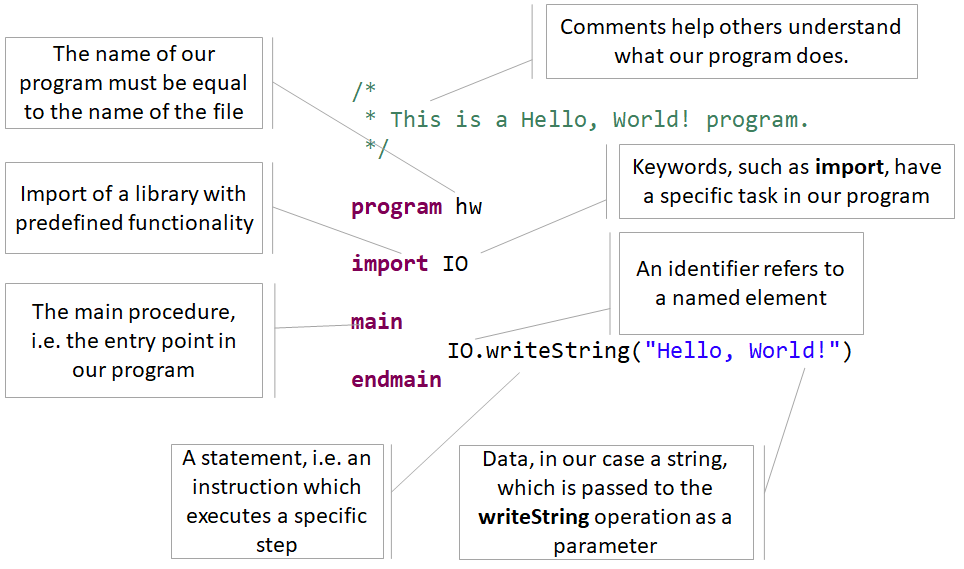 Comments help others understand
what our program does.
The name of our
program must be equal
to the name of the file
/*
* This is a Hello, World! program.
*/
Keywords, such as import, have
a specific task in our program
Import of a library with
predefined functionality
program hw
import IO
An identifier refers to
a named element
The main procedure,
i.e. the entry point in
our program
main
IO.writeString("Hello, World!")
endmain
A statement, i.e. an
instruction which
executes a specific
step
Data, in our case a string,
which is passed to the
writeString operation as a
parameter